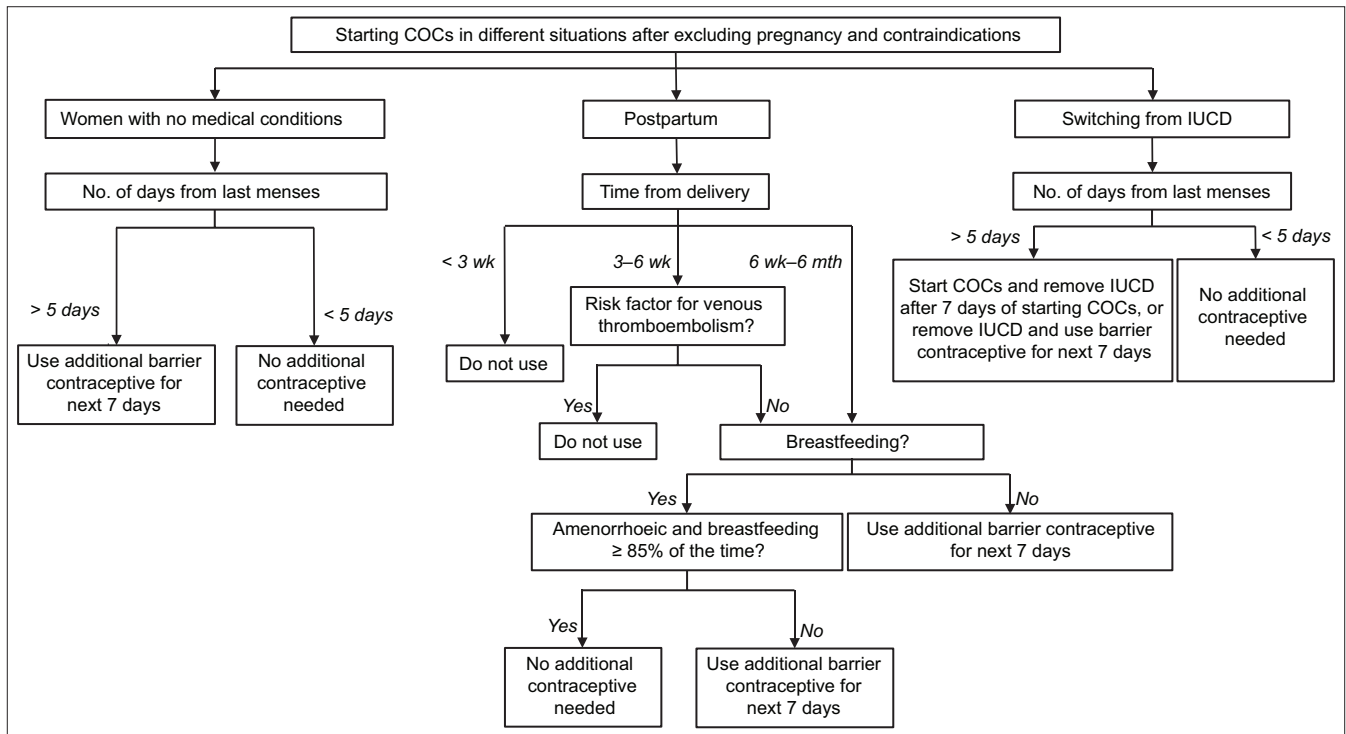 Starting COCs in different situations after excluding pregnancy and contraindications
Women with no medical conditions
Postpartum
Switching from IUCD
No. of days from last menses
Time from delivery
No. of days from last menses
> 5 days
< 5 days
Use additional barrier
contraceptive for
next 7 days
No additional
contraceptive
needed
< 3 wk
3–6 wk
6 wk–6 mth
Do not use
Risk factor for venous
thromboembolism?
Yes
No
Do not use
Breastfeeding?
Yes
No
Amenorrhoeic and breastfeeding
≥ 85% of the time?
Use additional barrier contraceptive
for next 7 days
Yes
No
No additional
contraceptive
needed
Use additional barrier
contraceptive for
next 7 days
> 5 days
< 5 days
Start COCs and remove IUCD
after 7 days of starting COCs, or
remove IUCD and use barrier
contraceptive for next 7 days
No additional
contraceptive
needed